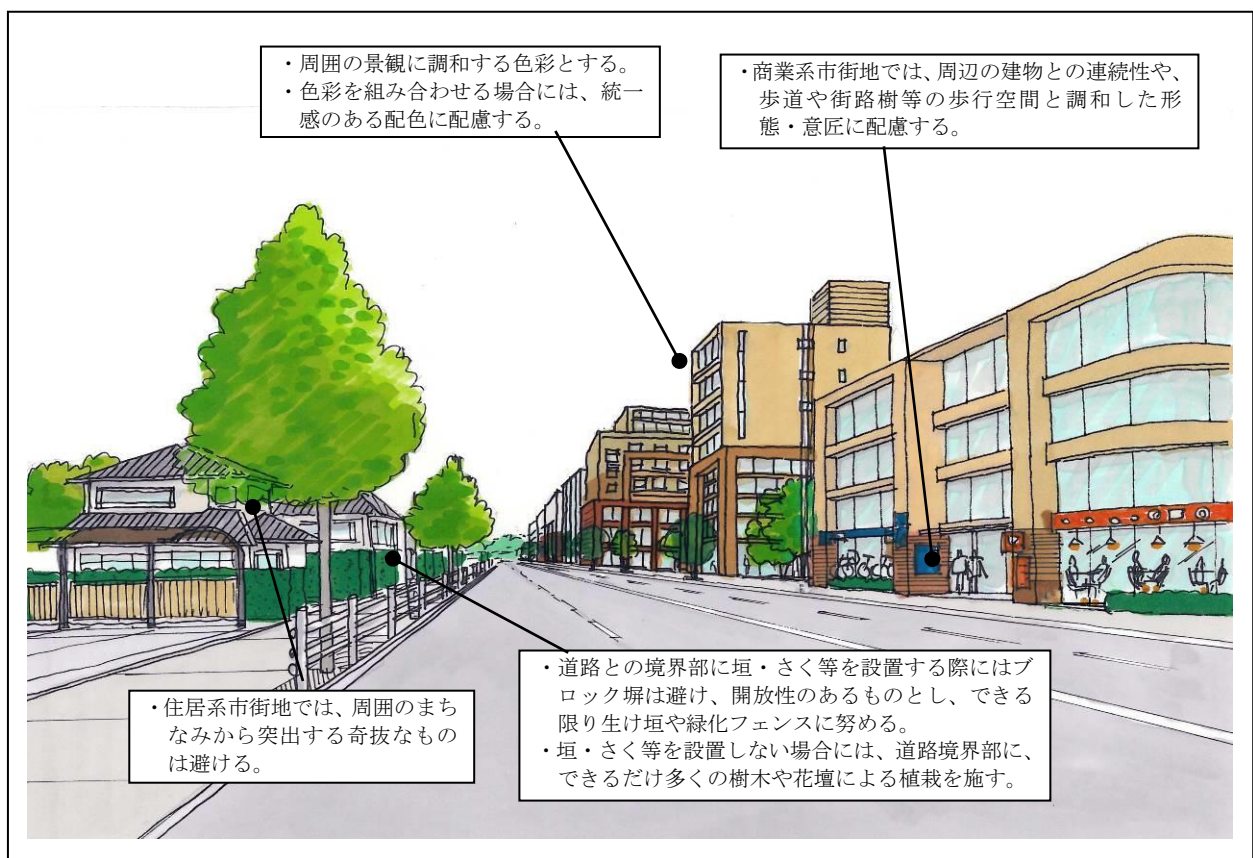 ・周囲の景観に調和する色彩とする。
・色彩を組み合わせる場合には、統一
感のある配色に配慮する。
・商業系市街地では、周辺の建物との連続性や、
歩道や街路樹等の歩行空間と調和した形
態・意匠に配慮する。
・住居系市街地では、周囲のまち
なみから突出する奇抜なもの
は避ける。
・道路との境界部に垣・さく等を設置する際にはブ
ロック塀は避け、開放性のあるものとし、できる
限り生け垣や緑化フェンスに努める。
・垣・さく等を設置しない場合には、道路境界部に、
できるだけ多くの樹木や花壇による植栽を施す。